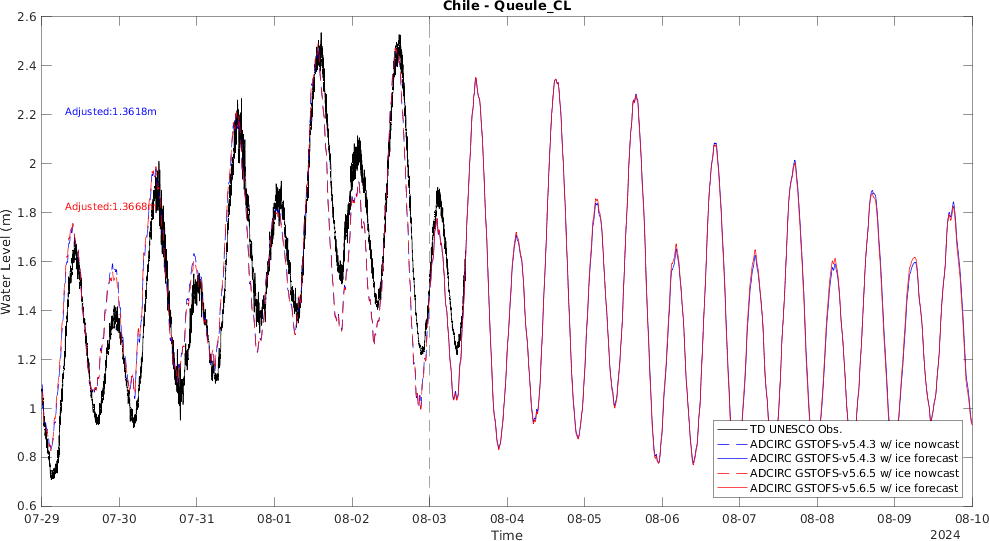 Chile - Queule_CL
2.6
2.4
2.2
2
1.8
1.6
1.4
1.2
1
0.8
0.6
Water Level (m)
Adjusted:1.3618m
Adjusted:1.3668m
TD UNESCO Obs.
ADCIRC GSTOFS-v5.4.3 w/ ice nowcast
ADCIRC GSTOFS-v5.4.3 w/ ice forecast
ADCIRC GSTOFS-v5.6.5 w/ ice nowcast
ADCIRC GSTOFS-v5.6.5 w/ ice forecast
07-29 07-30 07-31 08-01 08-02 08-03 08-04 08-05 08-06 08-07 08-08 08-09 08-10
Time
2024